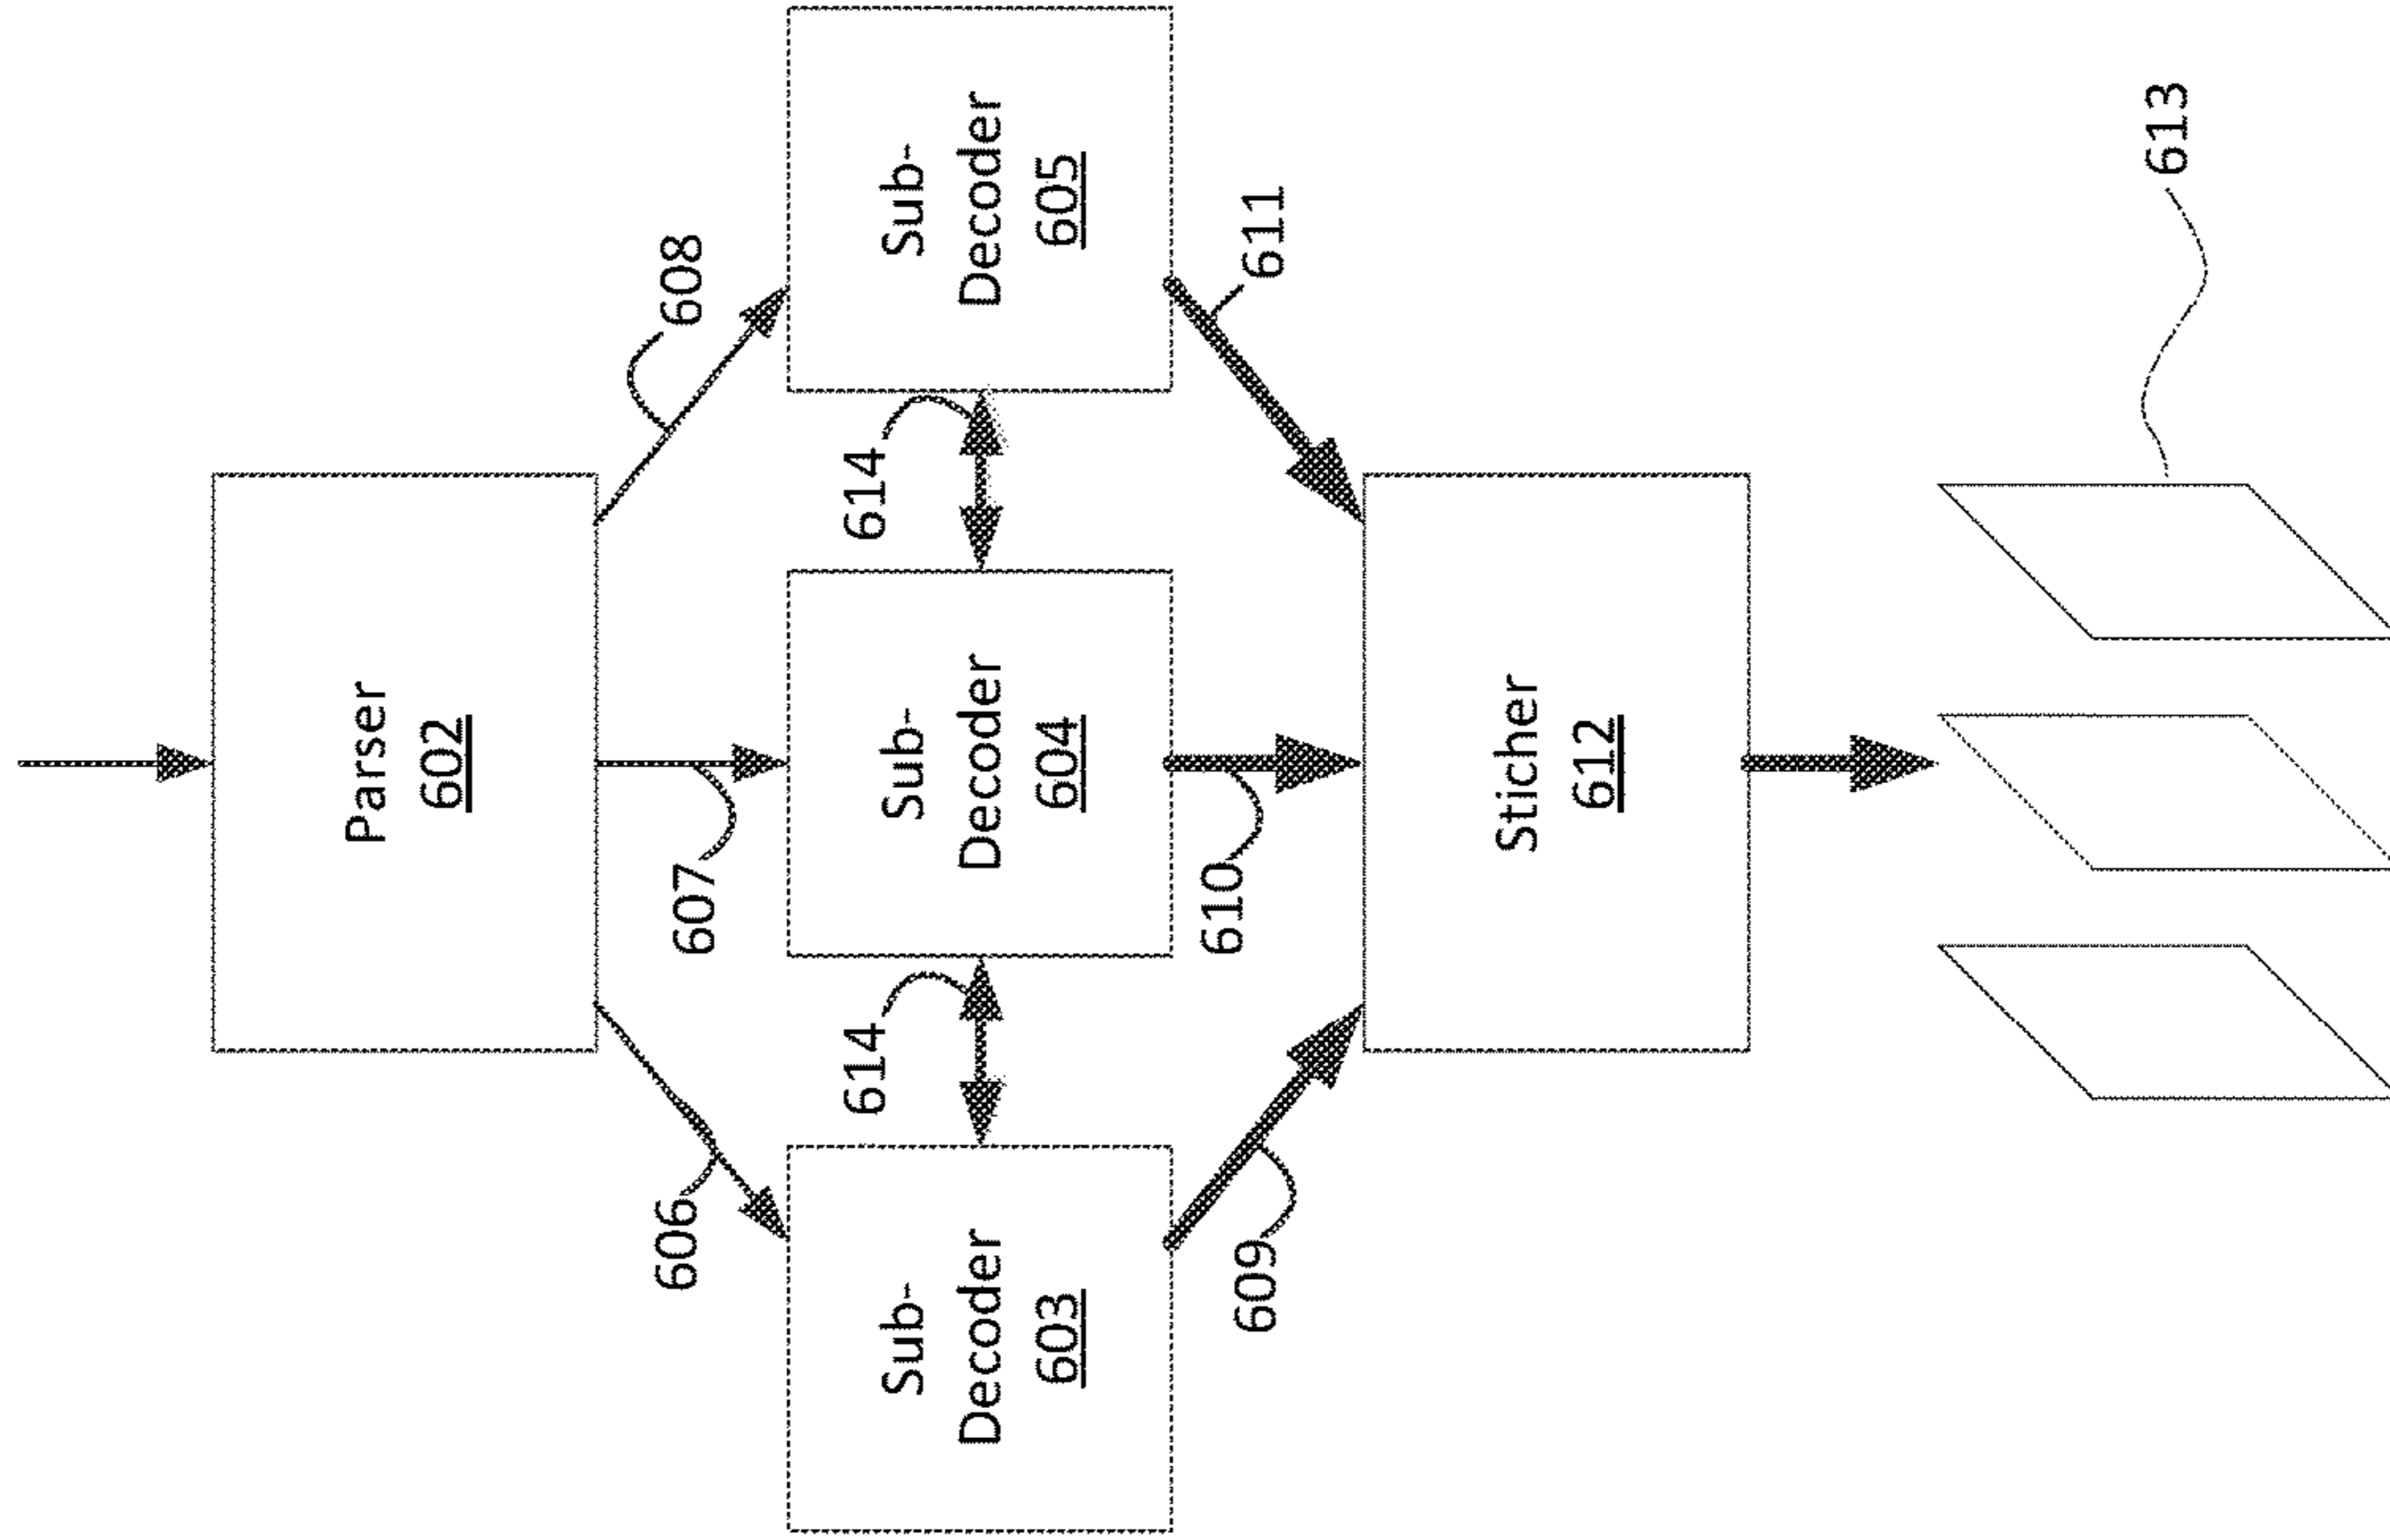 Parser
602
608
607
606
Sub-
Decoder
605
614
Sub-
Decoder
604
614
Sub-
Decoder
603
611
610
609
Sticher
612
613